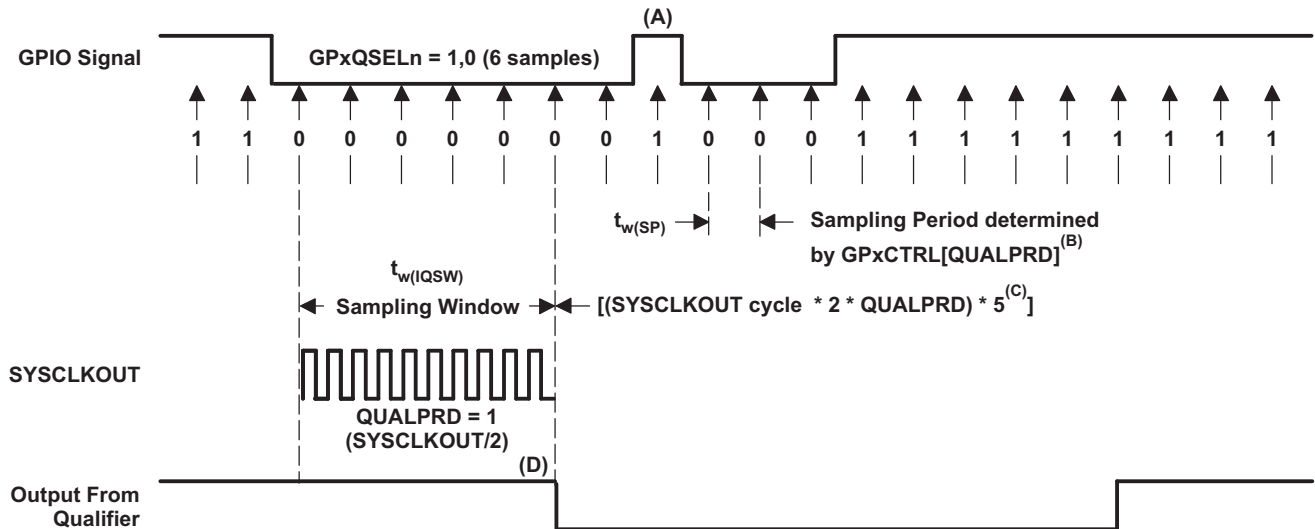 (A)
GPIO Signal
GPxQSELn = 1,0 (6 samples)
1 1 0 0 0 0 0 0 0 1 0 0 0 1 1 1 1 1 1 1 1 1
tw(SP)
Sampling Period determined
by GPxCTRL[QUALPRD](B)
tw(IQSW)
Sampling Window
[(SYSCLKOUT cycle * 2 * QUALPRD) * 5(C)]
SYSCLKOUT
QUALPRD = 1
(SYSCLKOUT/2)
(D)
Output From
Qualifier